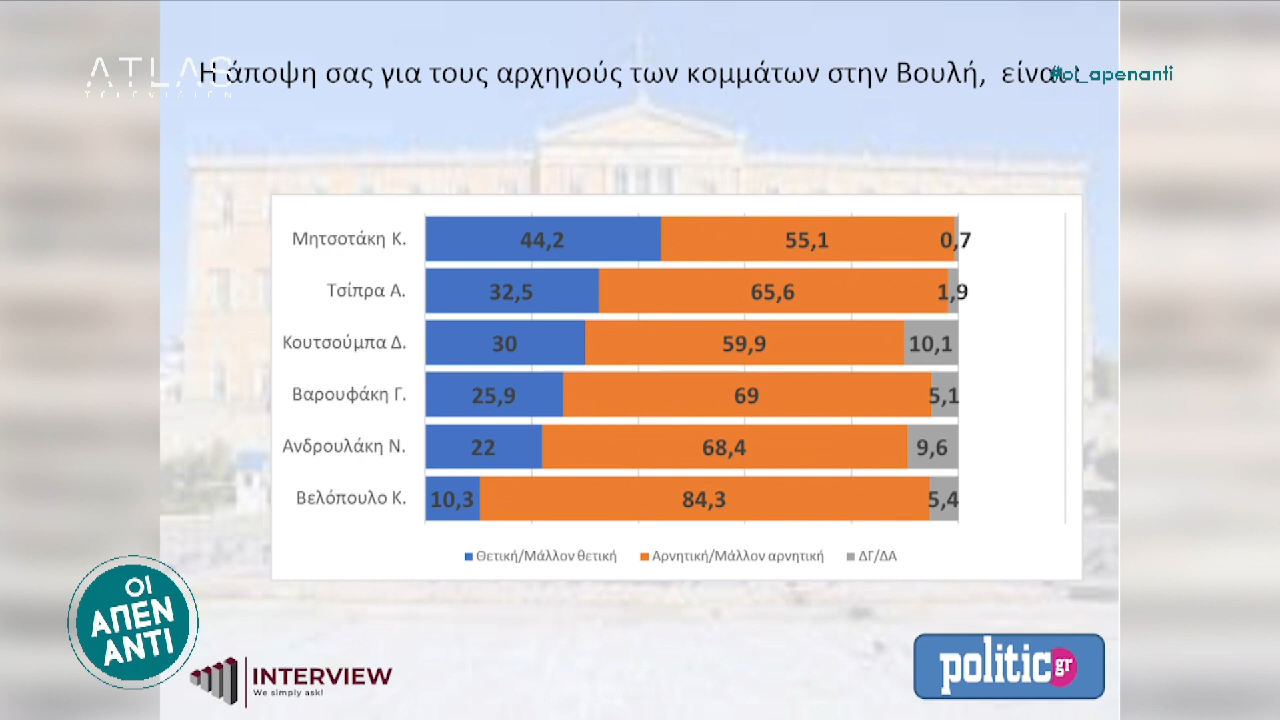 ATLAS
TELEVISION
Η άποψη σας για τους αρχηγούς των κομμάτων στην Βουλή, είναι
#oi_apenanti
Μητσοτάκη Κ. 44,2 55,1 0,7
Τσίπρα Α. 32,5 65,6 1,9
Κουτσούμπα Δ. 30 59,9 10,1
Βαρουφάκη Γ. 25,9 69 5,1
Ανδρουλάκη Ν. 22 68,4 9,6
Βελόπουλο Κ. 10,3 84,3 5,4
Θετική/Μάλλον θετική Αρνητική/Μάλλον αρνητική ΔΓ/ΔΑ
ΟΙ
ΑΠΕΝ
ΑΝΤΙ
INTERVIEW
We simply ask!
politic gr